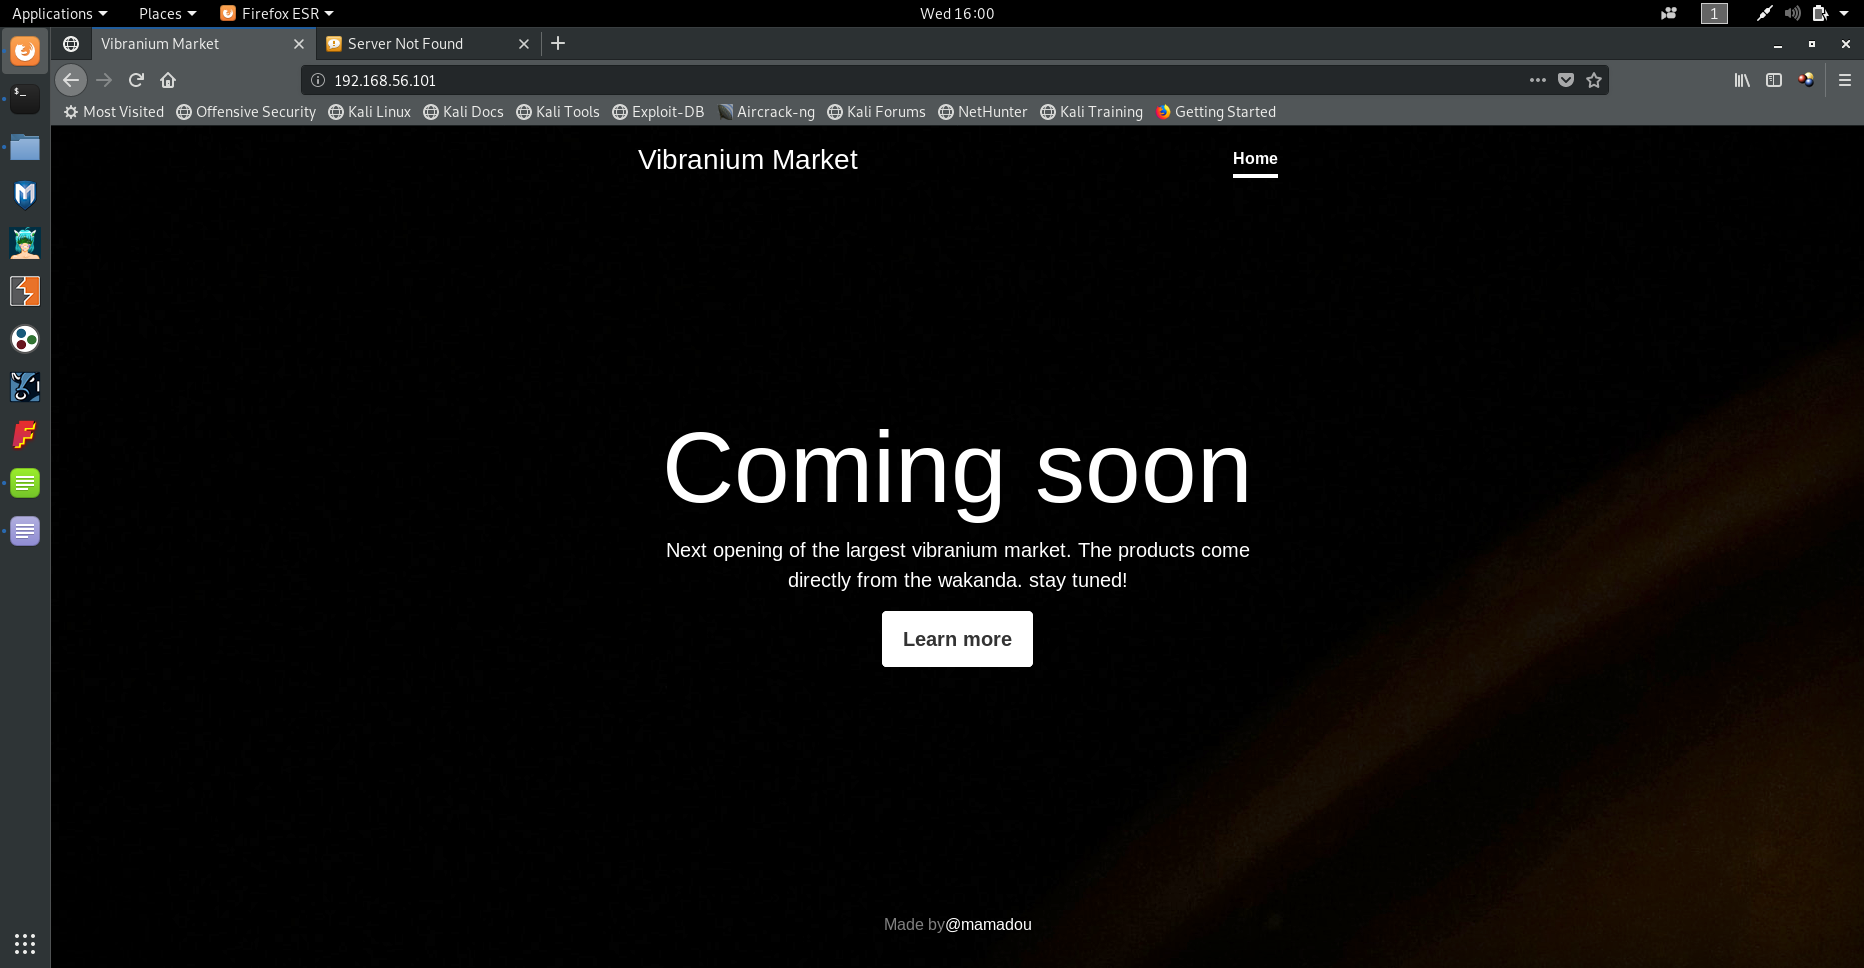 Applications Places Firefox ESR Wed 16:00 1
Vibranium Market Server Not Found
192.168.56.101
Most Visited Offensive Security Kali Linux Kali Docs Kali Tools Exploit-DB Aircrack-ng Kali Forums NetHunter Kali Training Getting Started
Vibranium Market Home
Coming soon
Next opening of the largest vibranium market. The products come
directly from the wakanda. stay tuned!
Learn more
Made by@mamadou